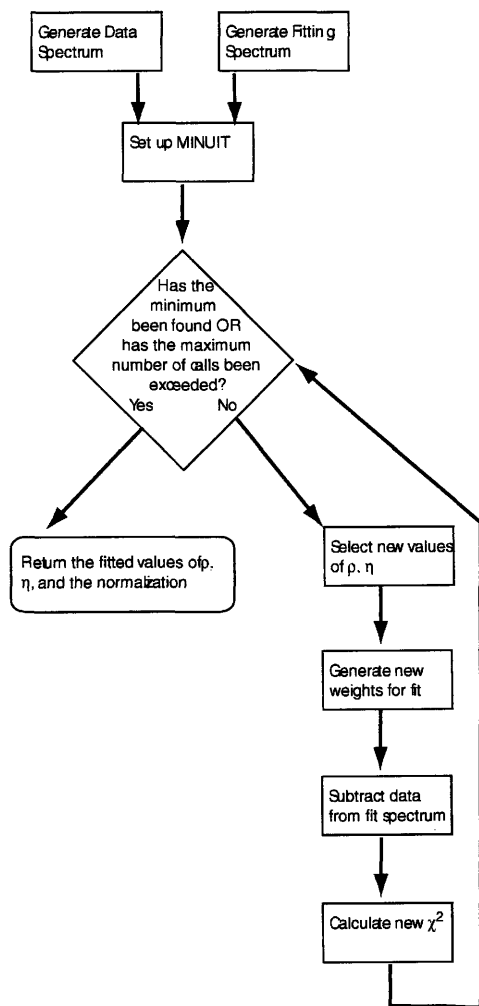 Generate Data
Spectrum
Generate Fitting
Spectrum
Set up MINUIT
Has the
minimum
been found OR
has the maximum
number of calls been
exceeded?
Yes
No
Return the fitted values of ρ,
η, and the normalization
Select new values
of ρ, η
Generate new
weights for fit
Subtract data
from fit spectrum
Calculate new χ²